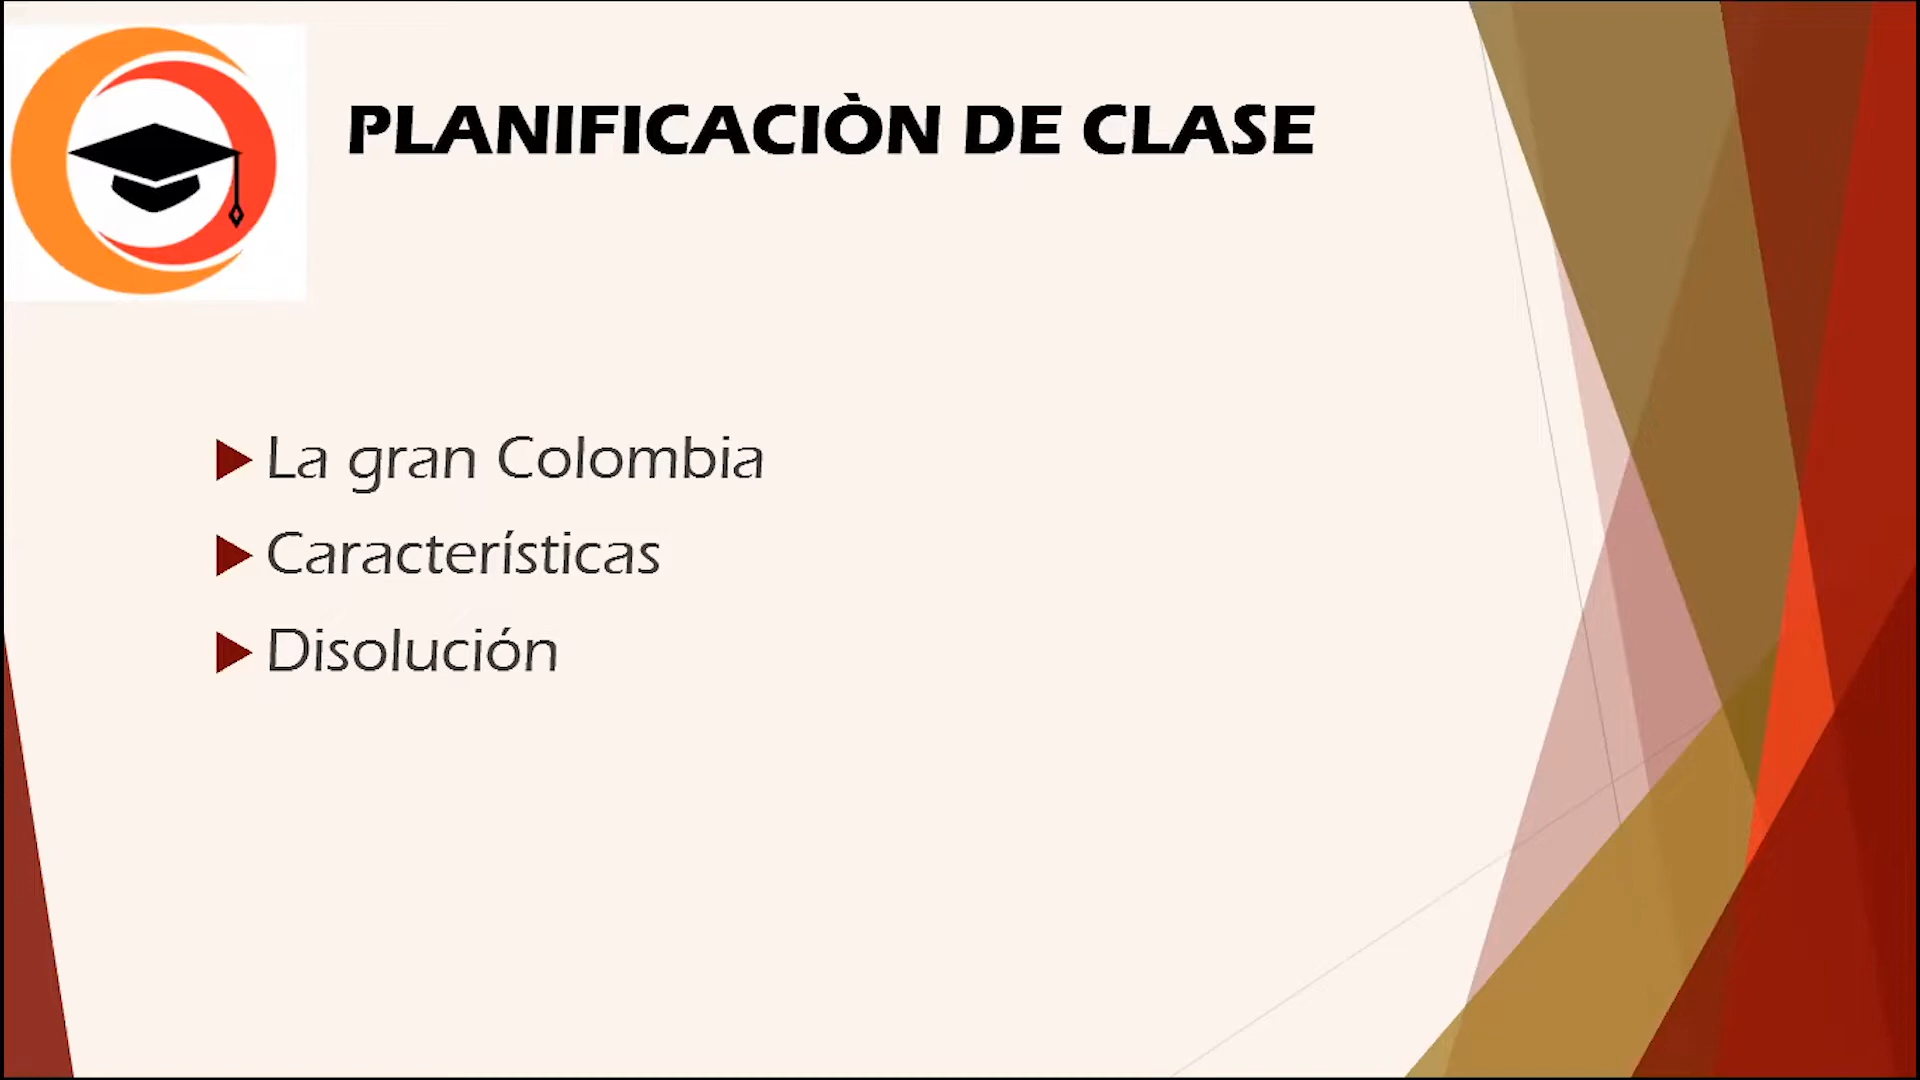 PLANIFICACIÒN DE CLASE
La gran Colombia
Características
Disolución